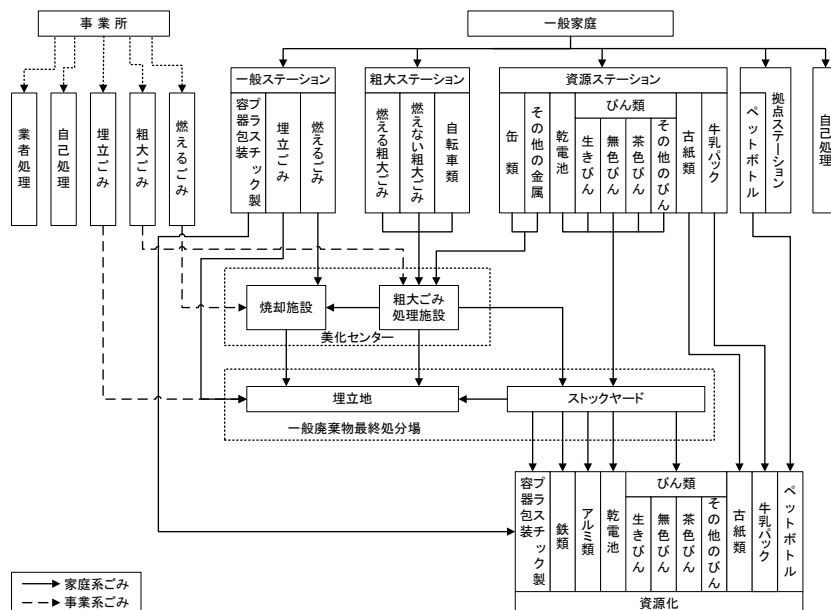 事業所
一般家庭
業者処理
自己処理
埋立ごみ
粗大ごみ
燃えるごみ
一般ステーション
プラスチック製
容器包装
埋立ごみ
燃えるごみ
粗大ステーション
燃える粗大ごみ
燃えない粗大ごみ
自転車類
資源ステーション
缶類
その他の金属
乾電池
びん類
生きびん
無色びん
茶色びん
その他のびん
古紙類
牛乳パック
拠点ステーション
ペットボトル
自己処理
焼却施設
粗大ごみ
処理施設
美化センター
埋立地
ストックヤード
一般廃棄物最終処分場
プラスチック製
容器包装
鉄類
アルミ類
乾電池
びん類
生きびん
無色びん
茶色びん
その他のびん
古紙類
牛乳パック
ペットボトル
資源化
家庭系ごみ
事業系ごみ